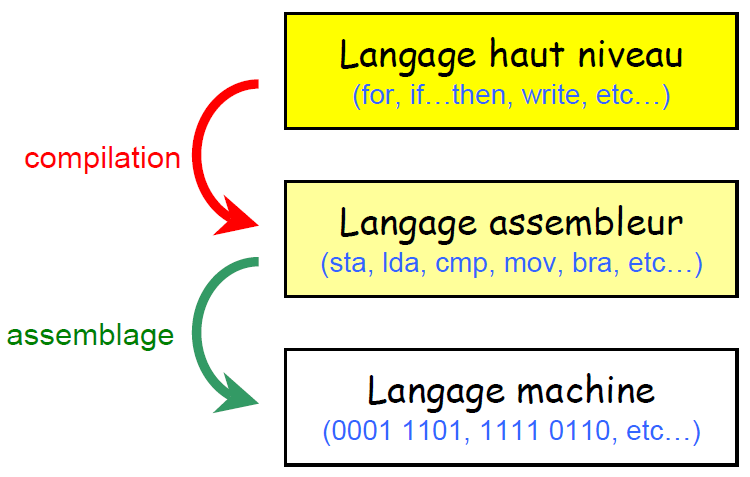 Langage haut niveau
(for, if…then, write, etc…)
compilation
Langage assembleur
(sta, lda, cmp, mov, bra, etc…)
assemblage
Langage machine
(0001 1101, 1111 0110, etc…)